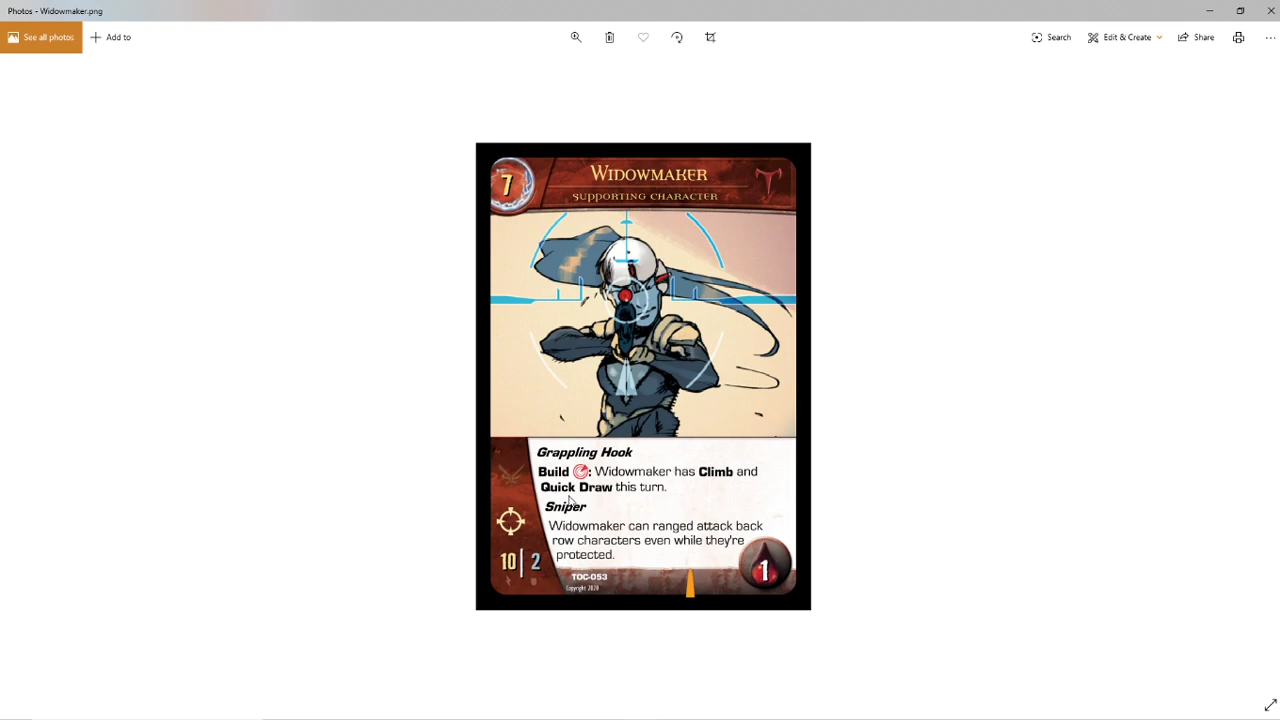 Photos - Widowmaker.png
See all photos
Add to
Search
Edit & Create
Share
7
WIDOWMAKER
SUPPORTING CHARACTER
Grappling Hook
Build : Widowmaker has Climb and
Quick Draw this turn.
Sniper
Widowmaker can ranged attack back
row characters even while they're
protected.
10 2
1
TOC-053
Copyright 2020